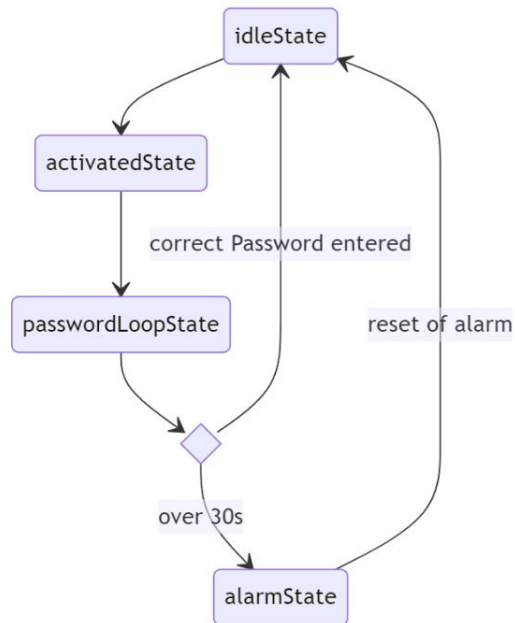 idleState
activatedState
correct Password entered
passwordLoopState
reset of alarm
over 30s
alarmState